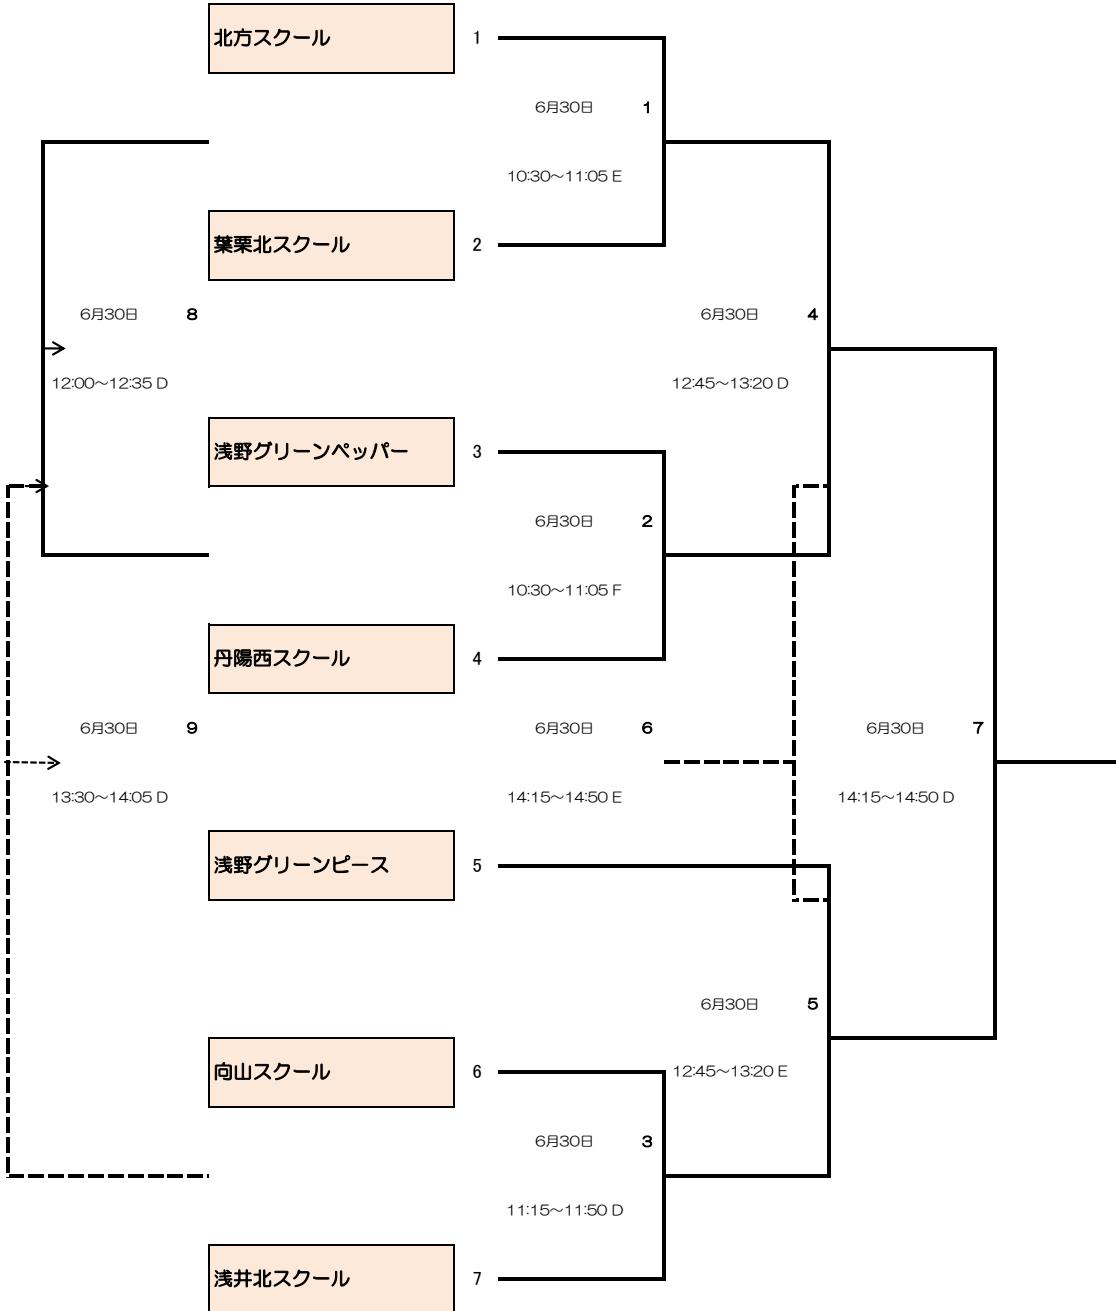 北方スクール 1
6月30日 1
10:30～11:05 E
葉栗北スクール 2
6月30日 8 6月30日 4
12:00～12:35 D 12:45～13:20 D
浅野グリーンペッパー 3
6月30日 2
10:30～11:05 F
丹陽西スクール 4
6月30日 9 6月30日 6 6月30日 7
13:30～14:05 D 14:15～14:50 E 14:15～14:50 D
浅野グリーンピース 5
6月30日 5
向山スクール 6 12:45～13:20 E
6月30日 3
11:15～11:50 D
浅井北スクール 7